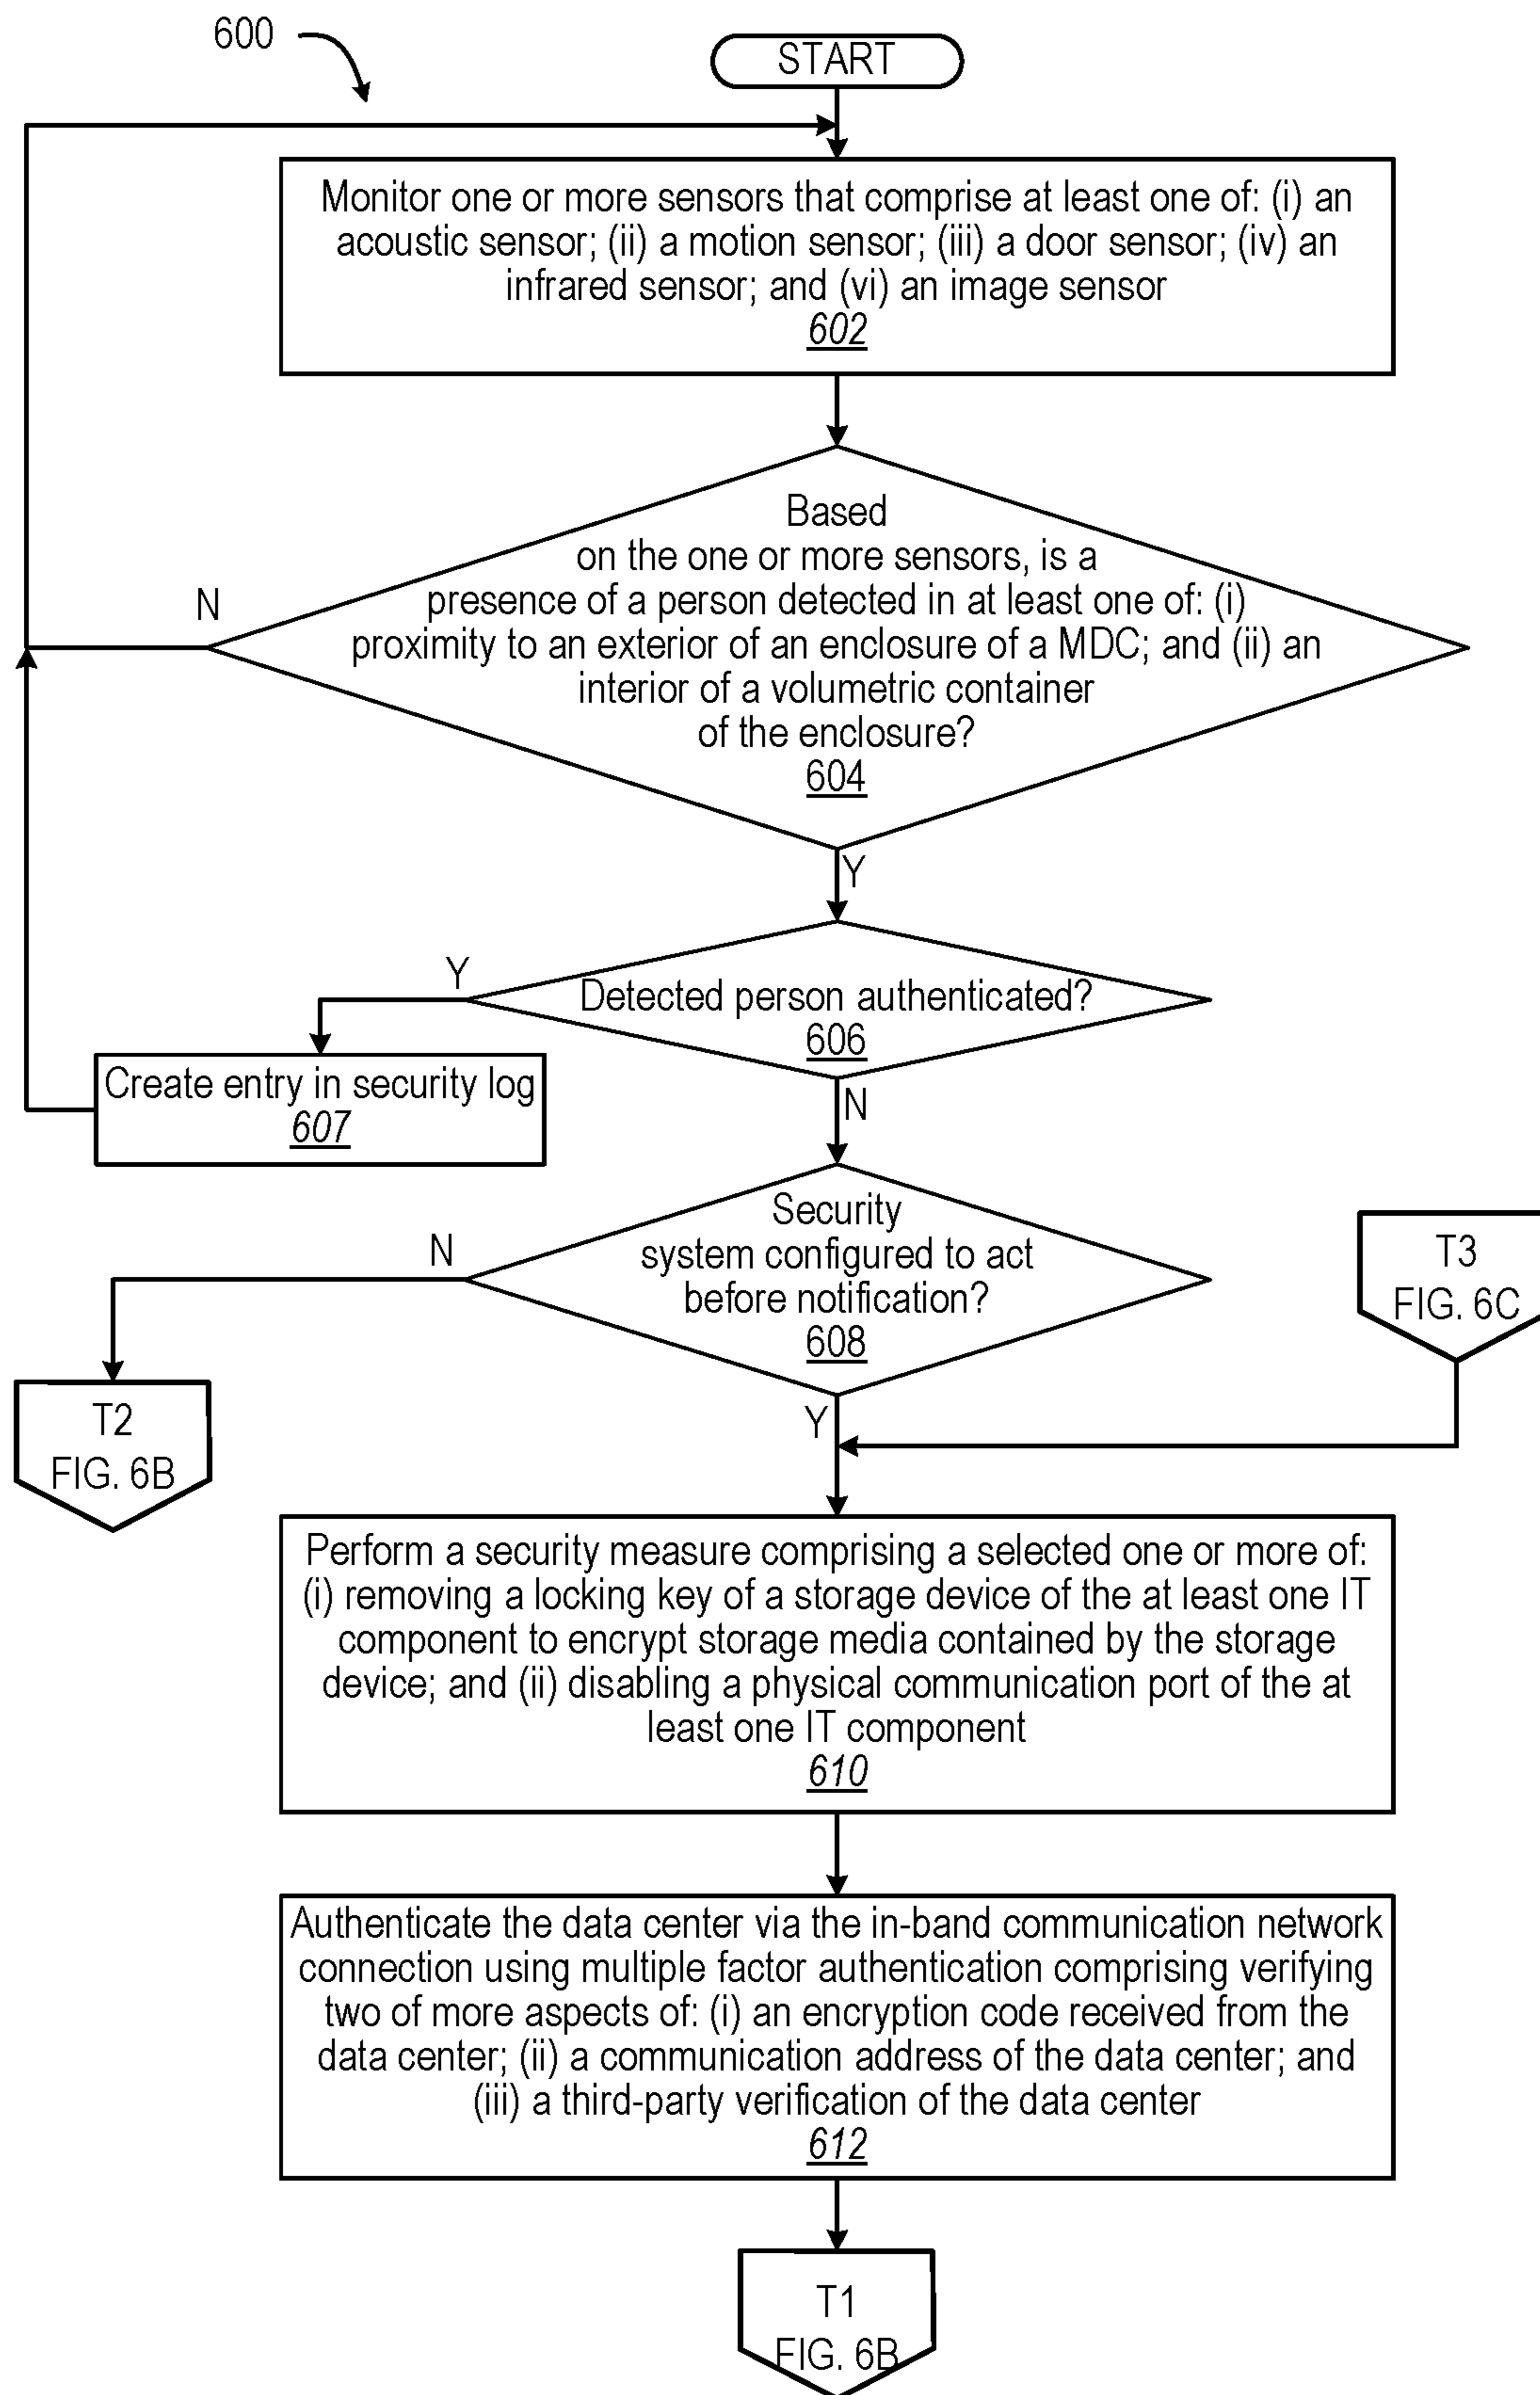 600
START
Monitor one or more sensors that comprise at least one of: (i) an
acoustic sensor; (ii) a motion sensor; (iii) a door sensor; (iv) an
infrared sensor; and (vi) an image sensor
602
Based
on the one or more sensors, is a
presence of a person detected in at least one of: (i)
proximity to an exterior of an enclosure of a MDC; and (ii) an
interior of a volumetric container
of the enclosure?
604
N
Y
Detected person authenticated?
606
Y
N
Create entry in security log
607
Security
system configured to act
before notification?
608
N
Y
T3
FIG. 6C
T2
FIG. 6B
Perform a security measure comprising a selected one or more of:
(i) removing a locking key of a storage device of the at least one IT
component to encrypt storage media contained by the storage
device; and (ii) disabling a physical communication port of the at
least one IT component
610
Authenticate the data center via the in-band communication network
connection using multiple factor authentication comprising verifying
two of more aspects of: (i) an encryption code received from the
data center; (ii) a communication address of the data center; and
(iii) a third-party verification of the data center
612
T1
FIG. 6B